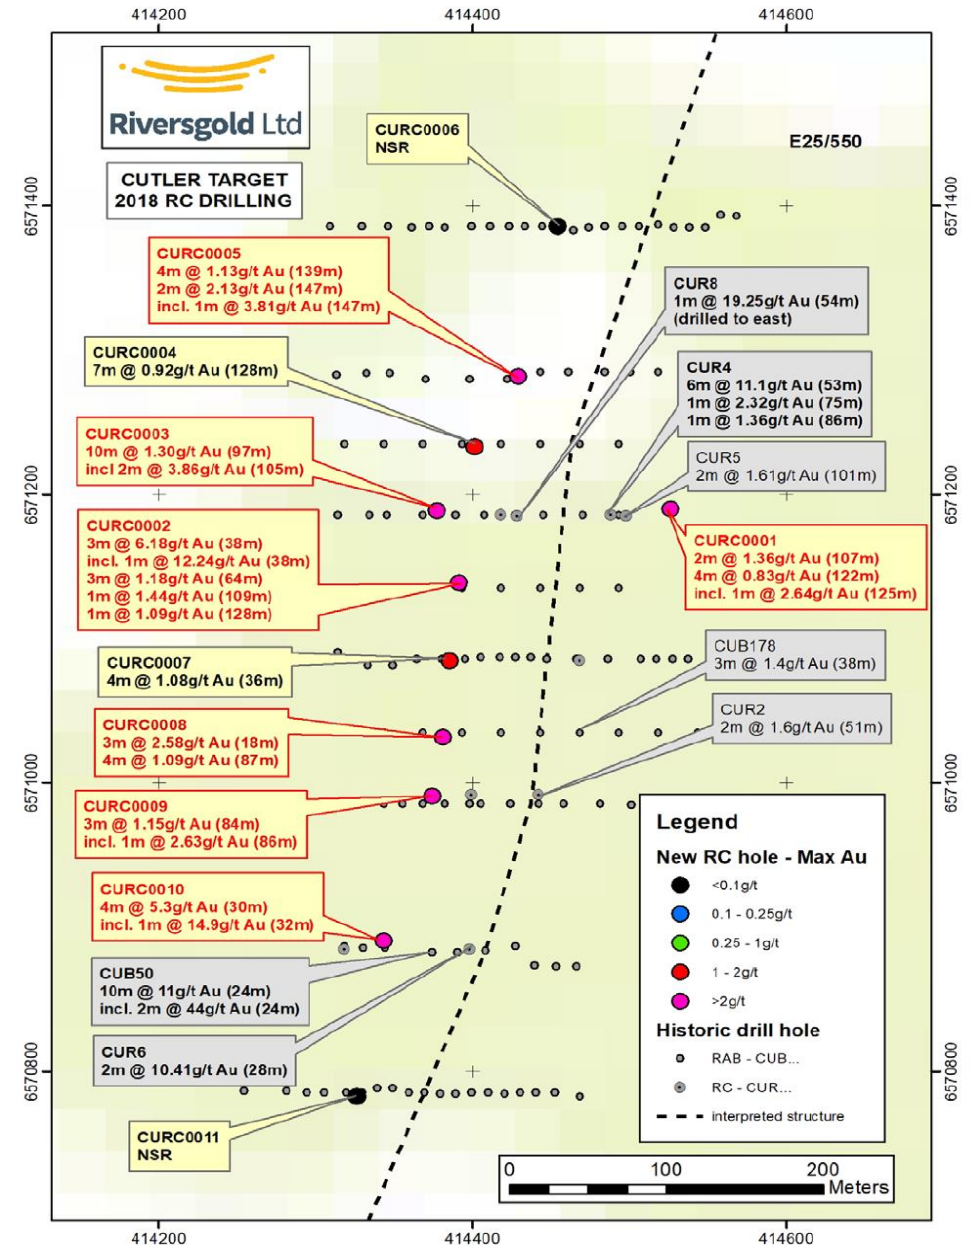 414200
414400
414600
Riversgold Ltd
CUTLER TARGET
2018 RC DRILLING
E25/550
CURC0006
NSR
6571400
6571400
CURC0005
4m @ 1.13g/t Au (139m)
2m @ 2.13g/t Au (147m)
incl. 1m @ 3.81g/t Au (147m)
CUR8
1m @ 19.25g/t Au (54m)
(drilled to east)
CURC0004
7m @ 0.92g/t Au (128m)
CUR4
6m @ 11.1g/t Au (53m)
1m @ 2.32g/t Au (75m)
1m @ 1.36g/t Au (86m)
CURC0003
10m @ 1.30g/t Au (97m)
incl 2m @ 3.86g/t Au (105m)
CUR5
2m @ 1.61g/t Au (101m)
6571200
6571200
CURC0002
3m @ 6.18g/t Au (38m)
incl. 1m @ 12.24g/t Au (38m)
3m @ 1.18g/t Au (64m)
1m @ 1.44g/t Au (109m)
1m @ 1.09g/t Au (128m)
CURC0001
2m @ 1.36g/t Au (107m)
4m @ 0.83g/t Au (122m)
incl. 1m @ 2.64g/t Au (125m)
CURC0007
4m @ 1.08g/t Au (36m)
CUB178
3m @ 1.4g/t Au (38m)
CURC0008
3m @ 2.58g/t Au (18m)
4m @ 1.09g/t Au (87m)
CUR2
2m @ 1.6g/t Au (51m)
6571000
6571000
CURC0009
3m @ 1.15g/t Au (84m)
incl. 1m @ 2.63g/t Au (86m)
CURC0010
4m @ 5.3g/t Au (30m)
incl. 1m @ 14.9g/t Au (32m)
CUB50
10m @ 11g/t Au (24m)
incl. 2m @ 44g/t Au (24m)
CUR6
2m @ 10.41g/t Au (28m)
6570800
6570800
CURC0011
NSR
Legend
New RC hole - Max Au
<0.1g/t
0.1 - 0.25g/t
0.25 - 1g/t
1 - 2g/t
>2g/t
Historic drill hole
RAB - CUB...
RC - CUR...
interpreted structure
0
100
200
Meters
414200
414400
414600